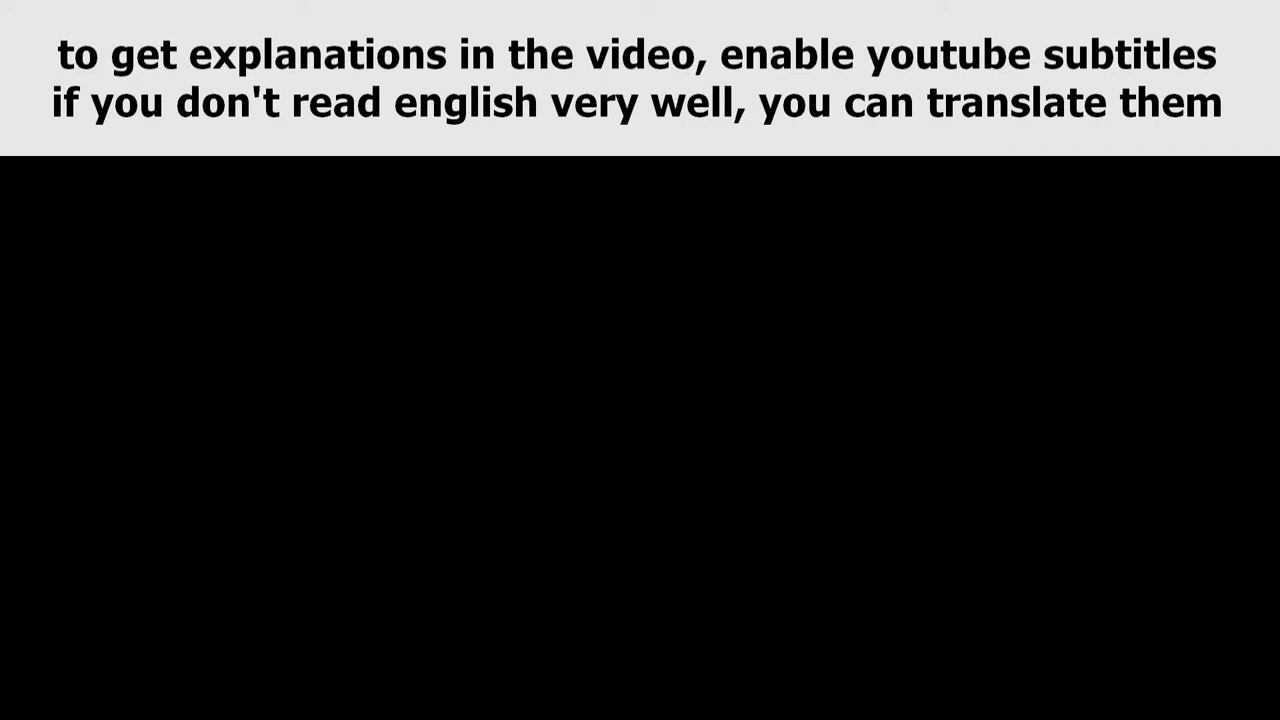 to get explanations in the video, enable youtube subtitles
if you don't read english very well, you can translate them